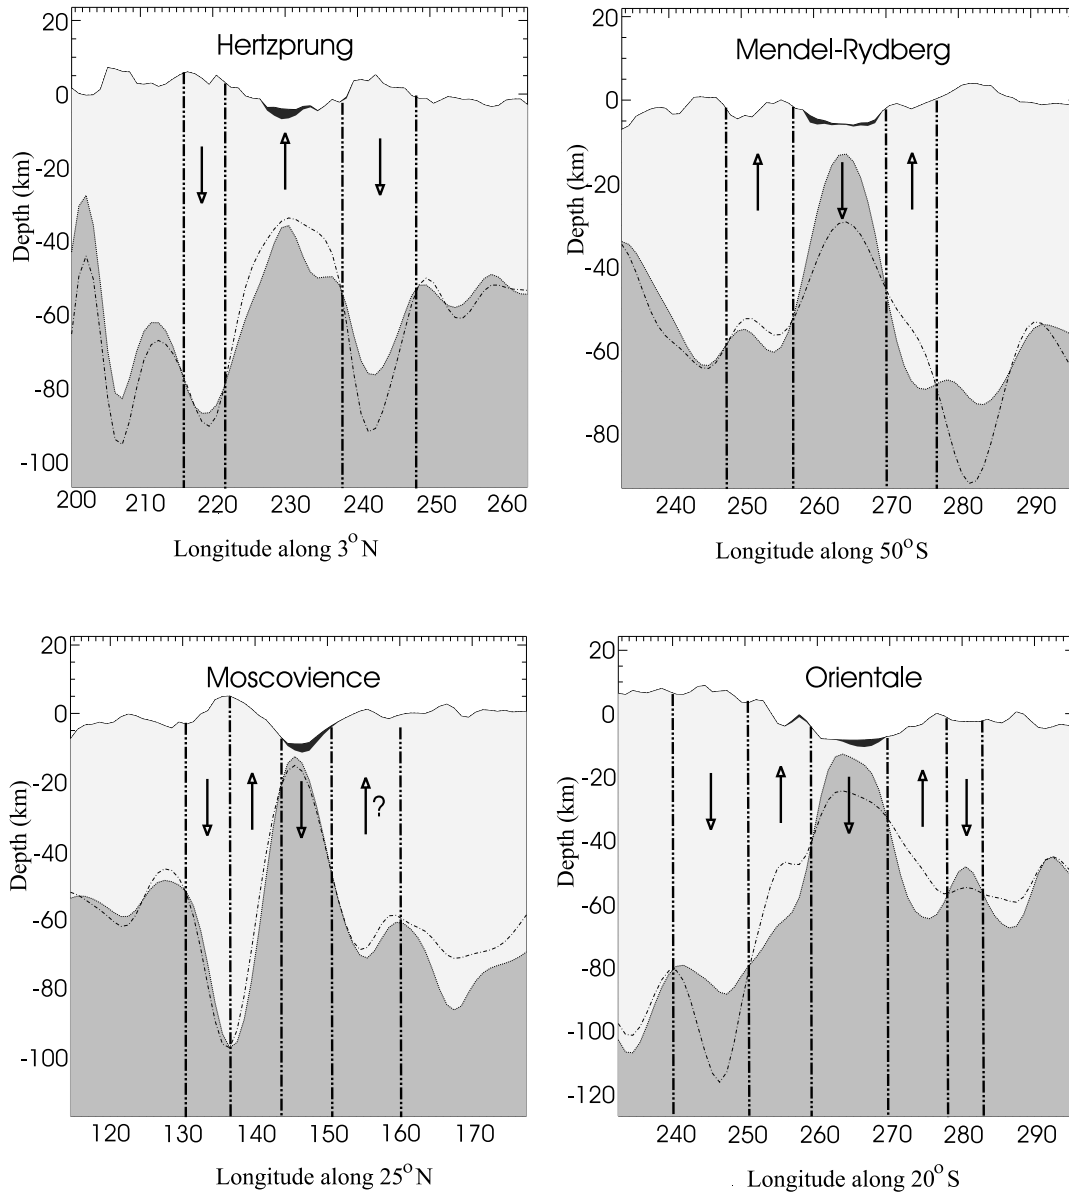 Hertzprung
20
0
-20
-40
-60
-80
-100
Depth (km)
200 210 220 230 240 250 260
Longitude along 3° N
Mendel-Rydberg
20
0
-20
-40
-60
-80
Depth (km)
240 250 260 270 280 290
Longitude along 50° S
Moscovience
20
0
-20
-40
-60
-80
-100
Depth (km)
?
120 130 140 150 160 170
Longitude along 25° N
Orientale
20
0
-20
-40
-60
-80
-100
-120
Depth (km)
240 250 260 270 280 290
Longitude along 20° S